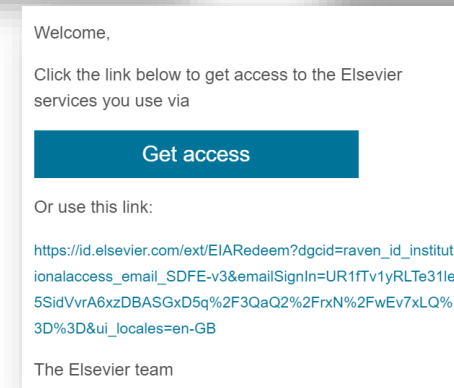 Welcome,
Click the link below to get access to the Elsevier
services you use via
Get access
Or use this link:
https://id.elsevier.com/ext/EIARedeem?dgcid=raven_id_institut
ionalaccess_email_SDFE-v3&emailSignIn=UR1fTv1yRLTe31le
5SidVvrA6xzDBASGxD5q%2F3QaQ2%2FrxN%2FwEv7xLQ%
3D%3D&ui_locales=en-GB
The Elsevier team